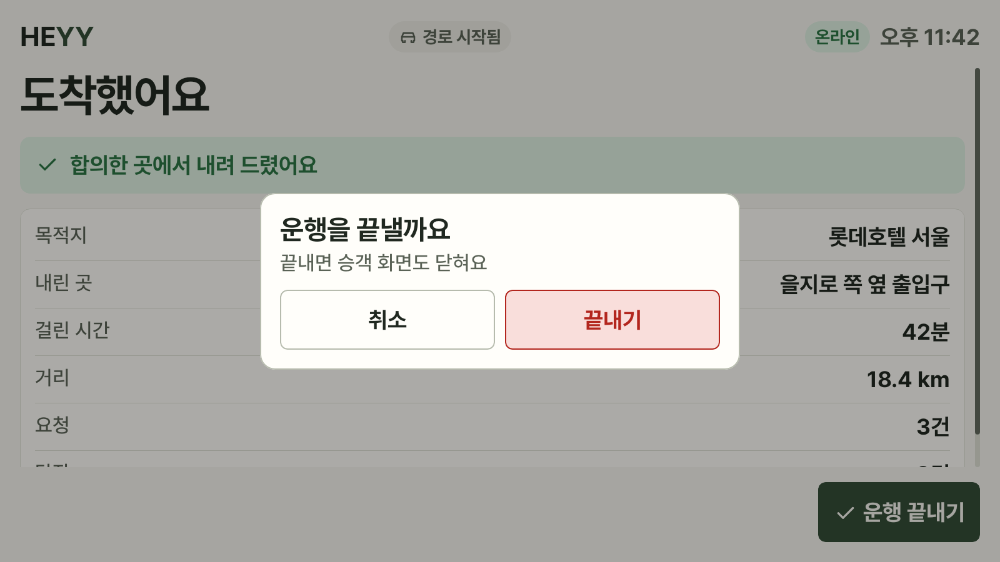 HEYY
경로 시작됨
온라인 오후 11:42
도착했어요
합의한 곳에서 내려 드렸어요
운행을 끝낼까요
끝내면 승객 화면도 닫혀요
취소
끝내기
목적지 롯데호텔 서울
내린 곳 을지로 쪽 옆 출입구
걸린 시간 42분
거리 18.4 km
요청 3건
운행 끝내기